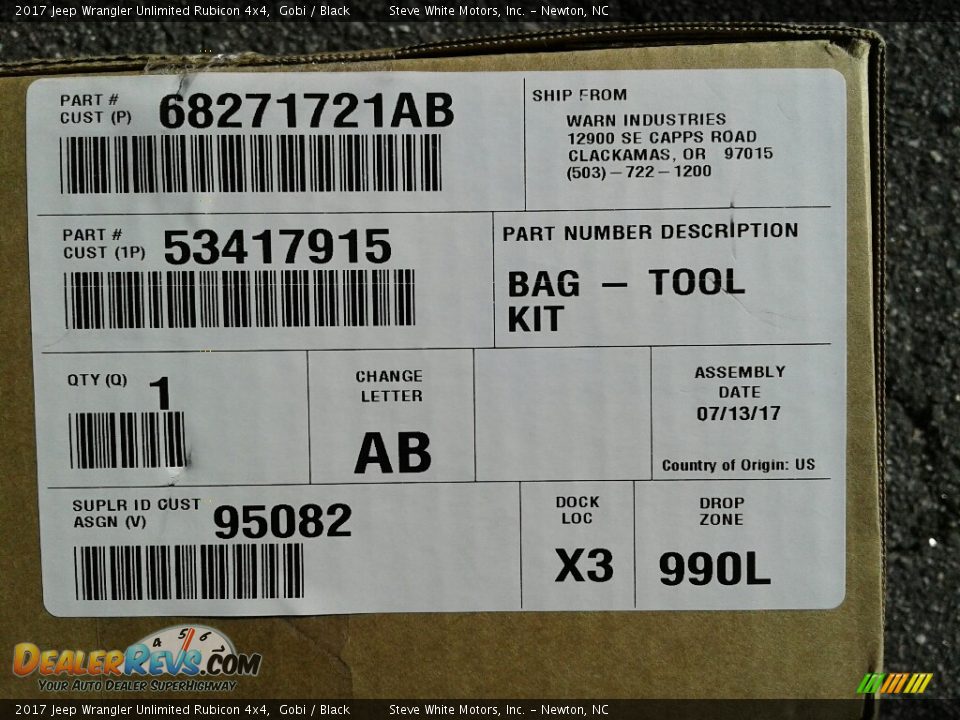 2017 Jeep Wrangler Unlimited Rubicon 4x4, Gobi / Black Steve White Motors, Inc. - Newton, NC
PART #
CUST (P) 68271721AB
SHIP FROM
WARN INDUSTRIES
12900 SE CAPPS ROAD
CLACKAMAS, OR 97015
(503)-722-1200
PART #
CUST (1P) 53417915
PART NUMBER DESCRIPTION
BAG - TOOL
KIT
QTY (Q) 1
CHANGE
LETTER
AB
ASSEMBLY
DATE
07/13/17
Country of Origin: US
SUPLR ID CUST
ASGN (V) 95082
DOCK
LOC
X3
DROP
ZONE
990L
4 5 6
DEALERREVS.COM
YOUR AUTO DEALER SUPERHIGHWAY
2017 Jeep Wrangler Unlimited Rubicon 4x4, Gobi / Black Steve White Motors, Inc. - Newton, NC